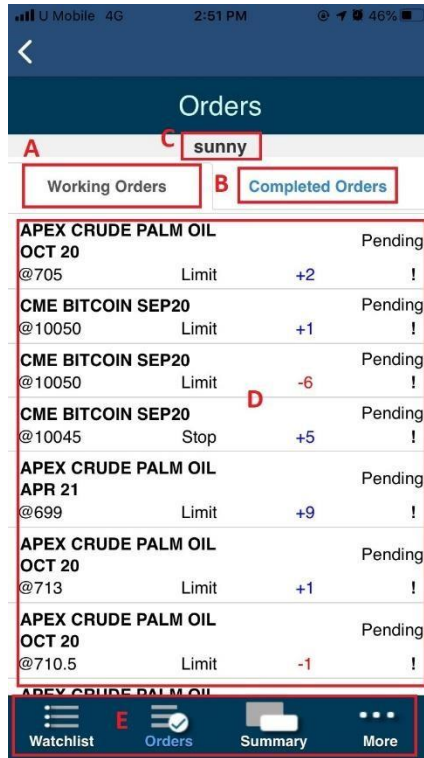 U Mobile 4G 2:51 PM 46%
Orders
A C sunny
Working Orders B Completed Orders
APEX CRUDE PALM OIL
OCT 20 Pending
@705 Limit +2 !
CME BITCOIN SEP20 Pending
@10050 Limit +1 !
CME BITCOIN SEP20 Pending
@10050 Limit -6 !
D
CME BITCOIN SEP20 Pending
@10045 Stop +5 !
APEX CRUDE PALM OIL
APR 21 Pending
@699 Limit +9 !
APEX CRUDE PALM OIL
OCT 20 Pending
@713 Limit +1 !
APEX CRUDE PALM OIL
OCT 20 Pending
@710.5 Limit -1 !
APEX CRUDE PALM OIL
E
Watchlist Orders Summary More